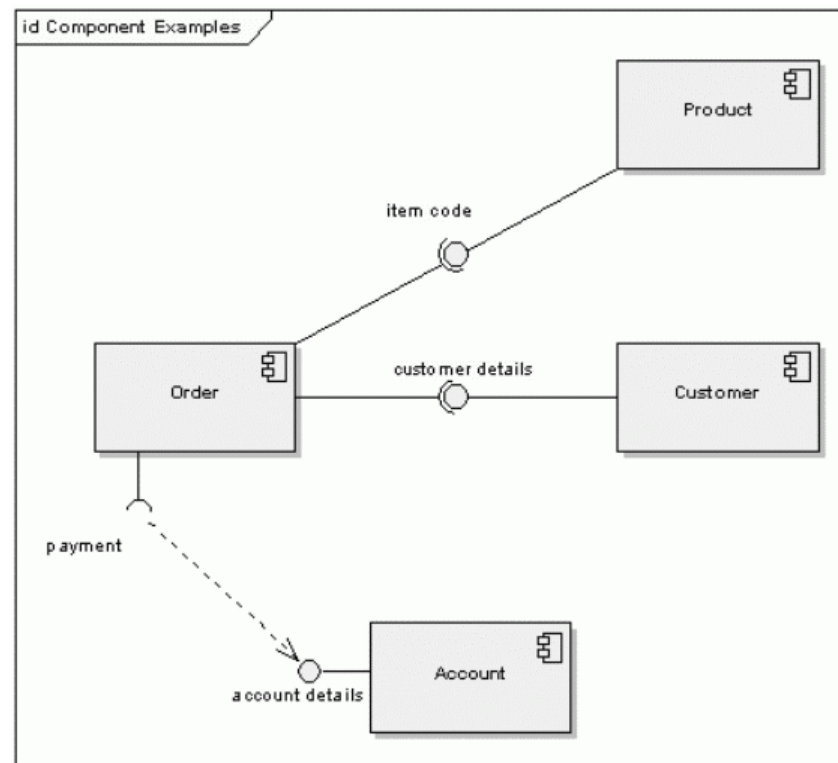 id Component Examples
Product
item code
customer details
Order
Customer
payment
Account
account details